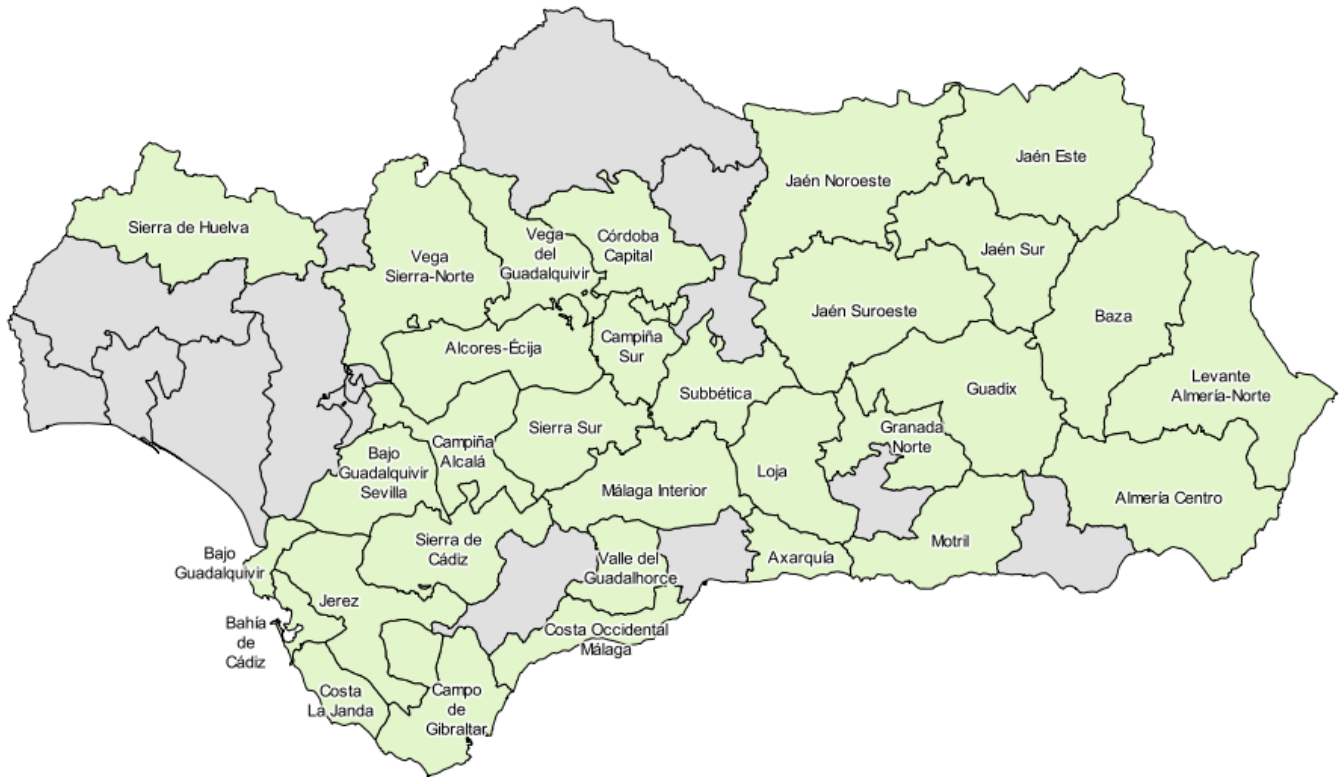 Jaén Este
Jaén Noroeste
Sierra de Huelva
Vega
del
Guadalquivir
Córdoba
Capital
Vega
Sierra-Norte
Jaén Sur
Jaén Suroeste
Baza
Alcores-Écija
Campiña
Sur
Levante
Almería-Norte
Subbética
Guadix
Sierra Sur
Granada
Norte
Campiña
Alcalá
Bajo
Guadalquivir
Sevilla
Loja
Málaga Interior
Almería Centro
Sierra de
Cádiz
Motril
Bajo
Guadalquivir
Valle del
Guadalhorce
Axarquía
Jerez
Bahía
de
Cádiz
Costa Occidental
Málaga
Costa
La Janda
Campo
de
Gibraltar